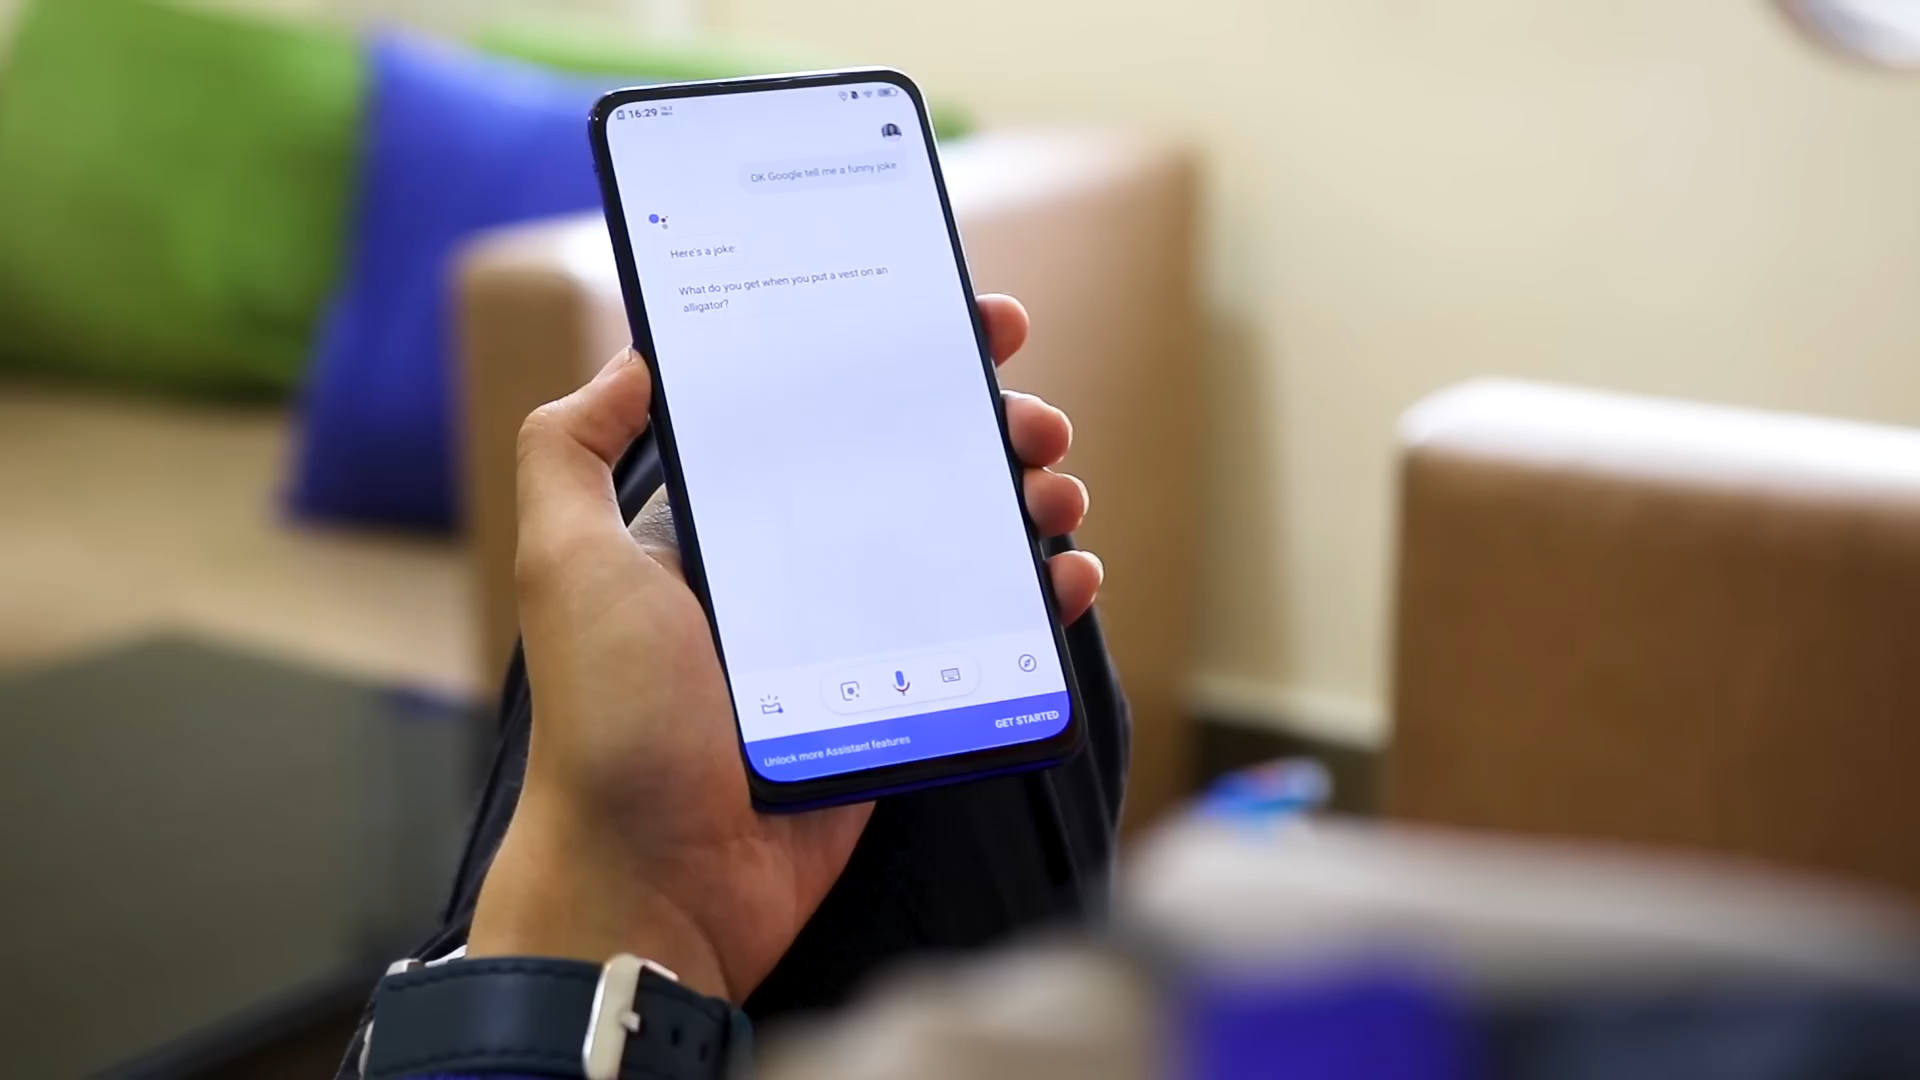 16:29
OK Google tell me a funny joke
Here's a joke:
What do you get when you put a vest on an
alligator?
GET STARTED
Unlock more Assistant features